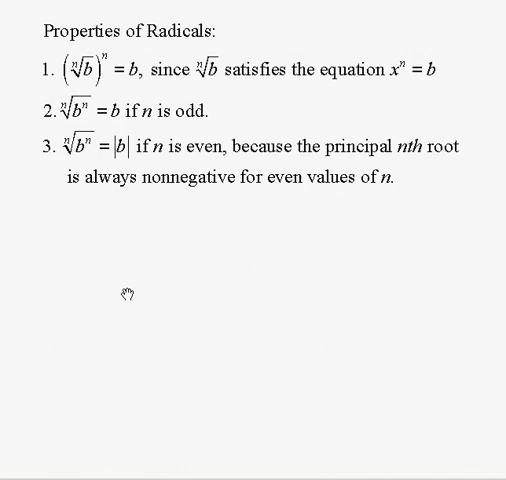 Properties of Radicals:
1. (ⁿ√b)ⁿ = b, since ⁿ√b satisfies the equation xⁿ = b
2. ⁿ√bⁿ = b if n is odd.
3. ⁿ√bⁿ = |b| if n is even, because the principal nth root
is always nonnegative for even values of n.